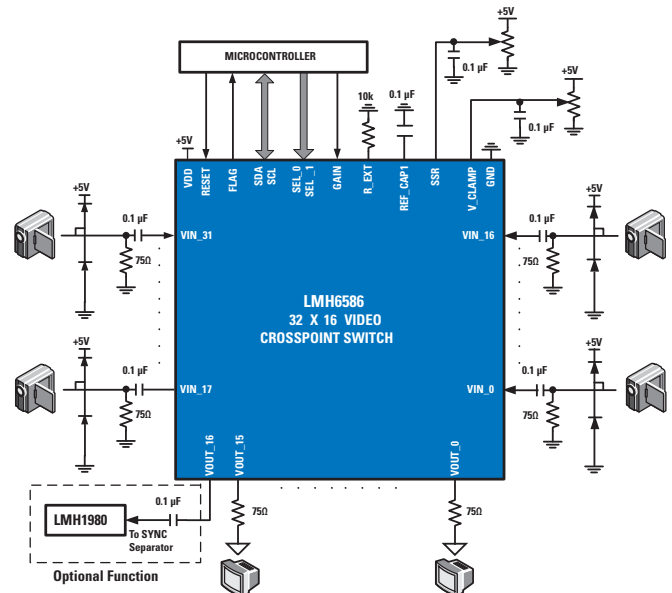 +5V
MICROCONTROLLER
0.1 µF
+5V
10k
0.1 µF
0.1 µF
+5V
VDD
RESET
FLAG
SDA
SCL
SEL_0
SEL_1
GAIN
R_EXT
REF_CAP1
SSR
V_CLAMP
GND
+5V
0.1 µF
75Ω
VIN_31
VIN_16
0.1 µF
75Ω
+5V
LMH6586
32 X 16 VIDEO
CROSSPOINT SWITCH
+5V
0.1 µF
75Ω
VIN_17
VIN_0
0.1 µF
75Ω
+5V
VOUT_16
VOUT_15
VOUT_0
0.1 µF
LMH1980
To SYNC
Separator
75Ω
75Ω
Optional Function